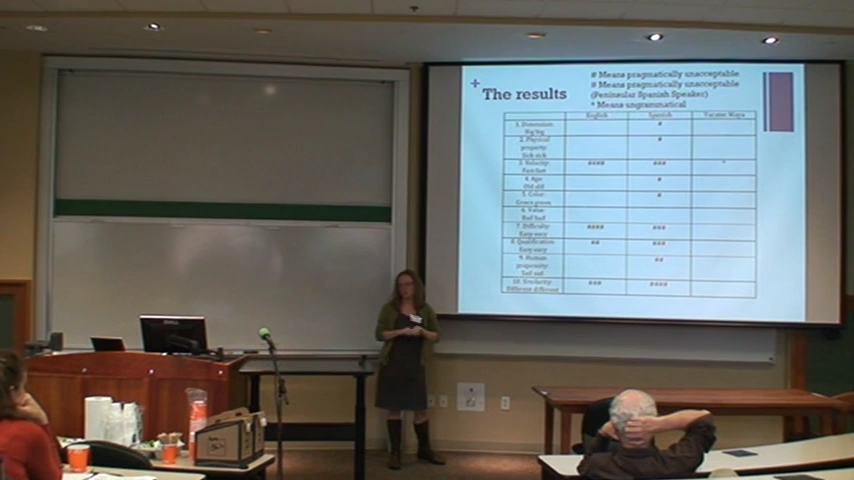 + The results
# Means pragmatically unacceptable
# Means pragmatically unacceptable
(Peninsular Spanish Speaker)
* Means ungrammatical
English Spanish Yucatec Maya
1. Dimension: #
Big big
2. Physical #
property:
Sick sick
3. Velocity: #### ### *
Fast fast
4. Age: #
Old old
5. Color: #
Green green
6. Value:
Bad bad
7. Difficulty: #### ###
Easy easy
8. Qualification: ## ###
Easy easy
9. Human ##
propensity:
Sad sad
10. Similarity: ### ####
Different different
DELL